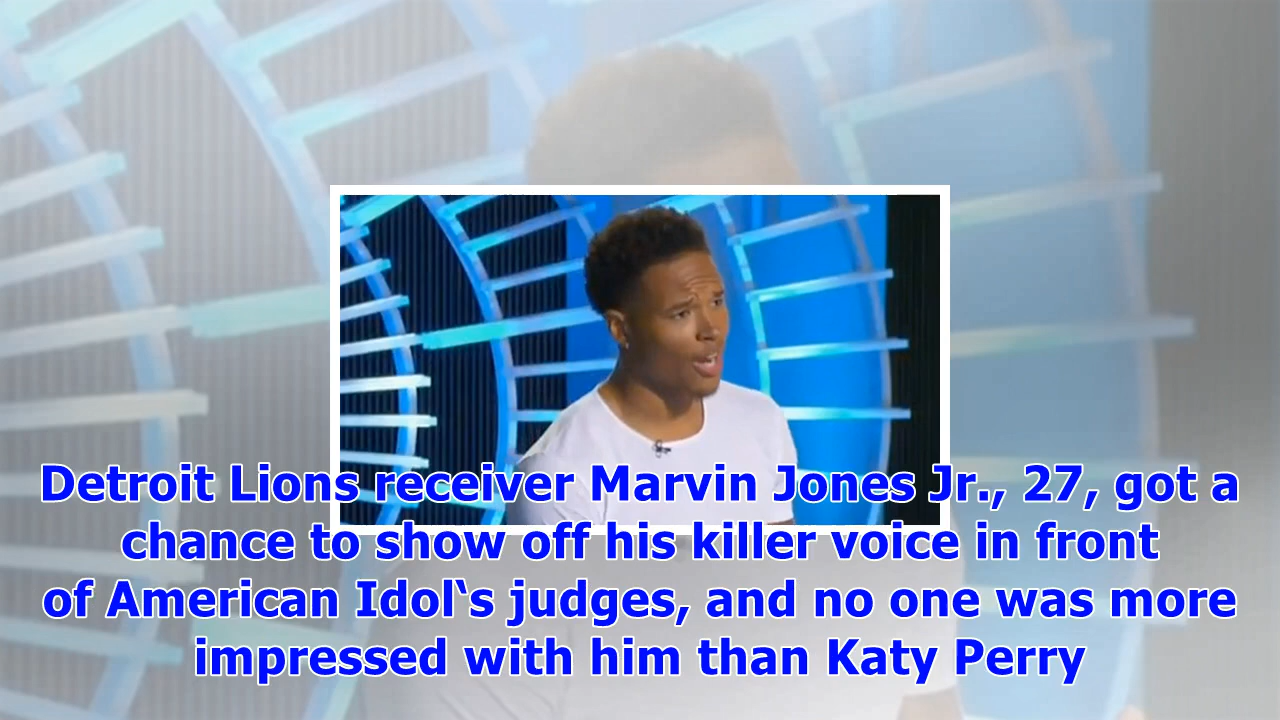 Detroit Lions receiver Marvin Jones Jr., 27, got a
chance to show off his killer voice in front
of American Idol‘s judges, and no one was more
impressed with him than Katy Perry